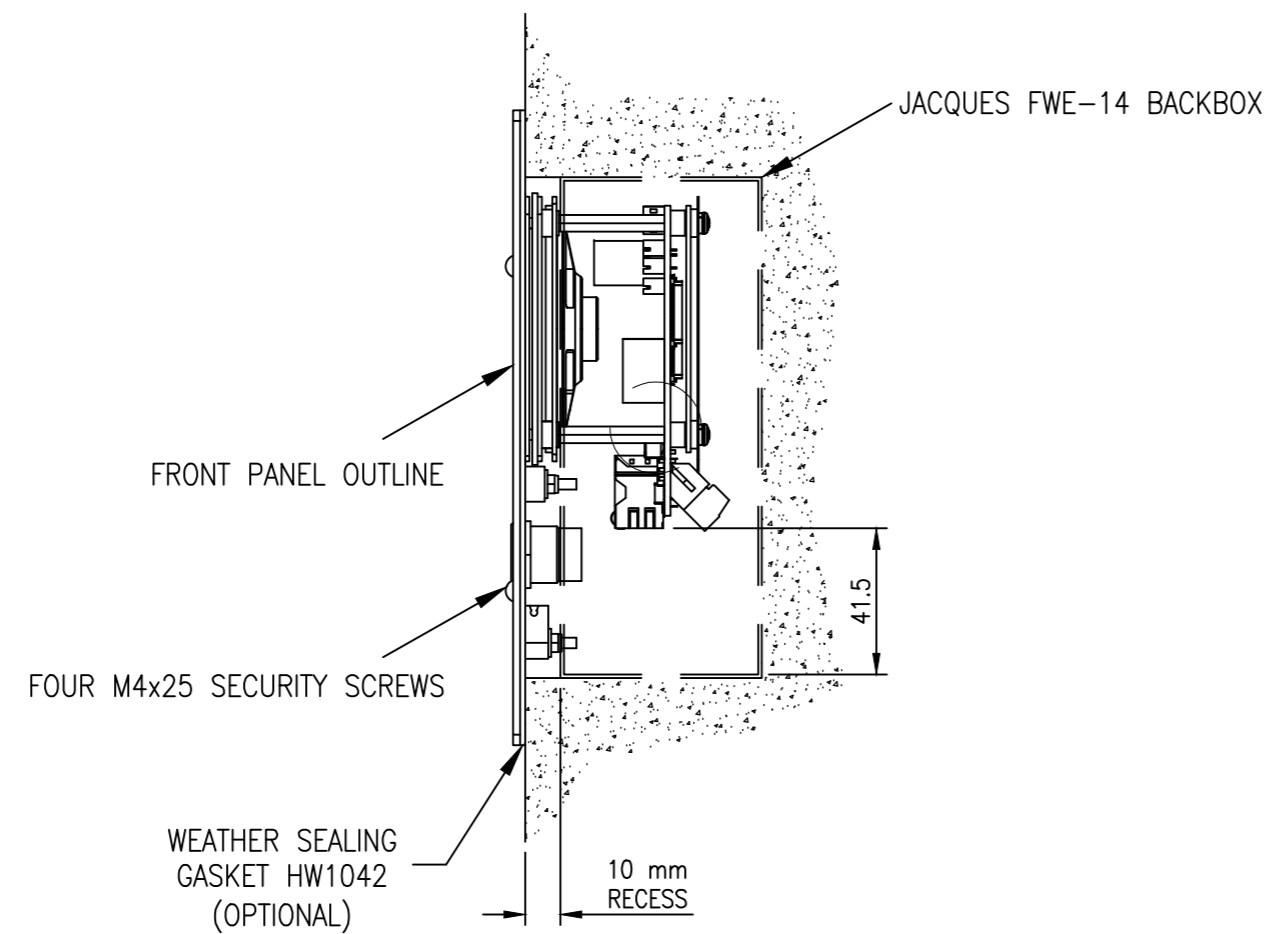 JACQUES FWE-14 BACKBOX
FRONT PANEL OUTLINE
41.5
FOUR M4x25 SECURITY SCREWS
WEATHER SEALING
GASKET HW1042
(OPTIONAL)
10 mm
RECESS